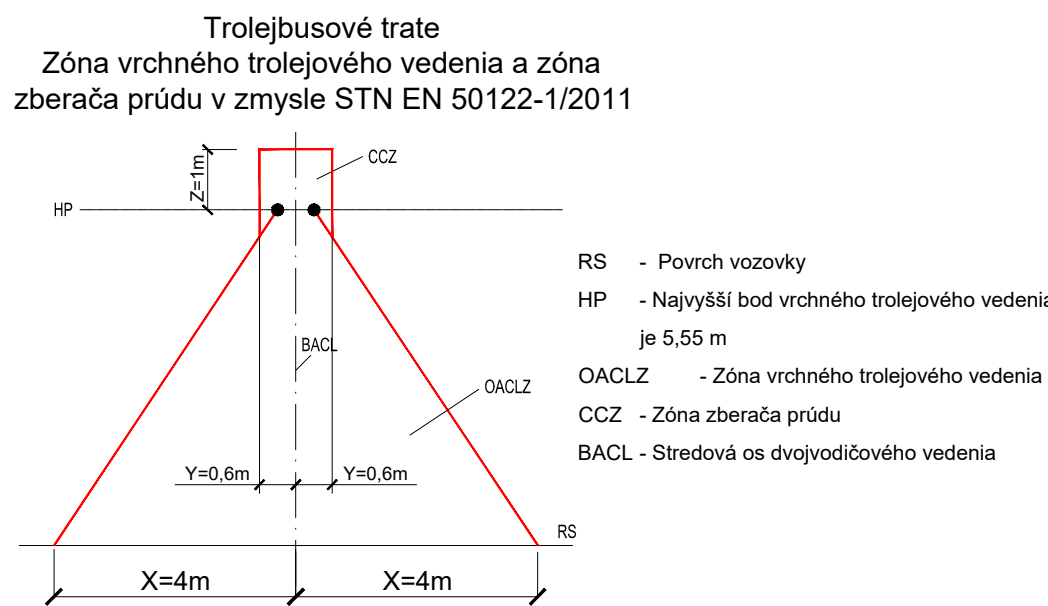 Trolejbusové trate
Zóna vrchného trolejového vedenia a zóna
zberača prúdu v zmysle STN EN 50122-1/2011
Z=1m
CCZ
HP
BACL
OACLZ
Y=0,6m
Y=0,6m
RS
X=4m
X=4m
RS - Povrch vozovky
HP - Najvyšší bod vrchného trolejového vedenia
je 5,55 m
OACLZ - Zóna vrchného trolejového vedenia
CCZ - Zóna zberača prúdu
BACL - Stredová os dvojvodičového vedenia